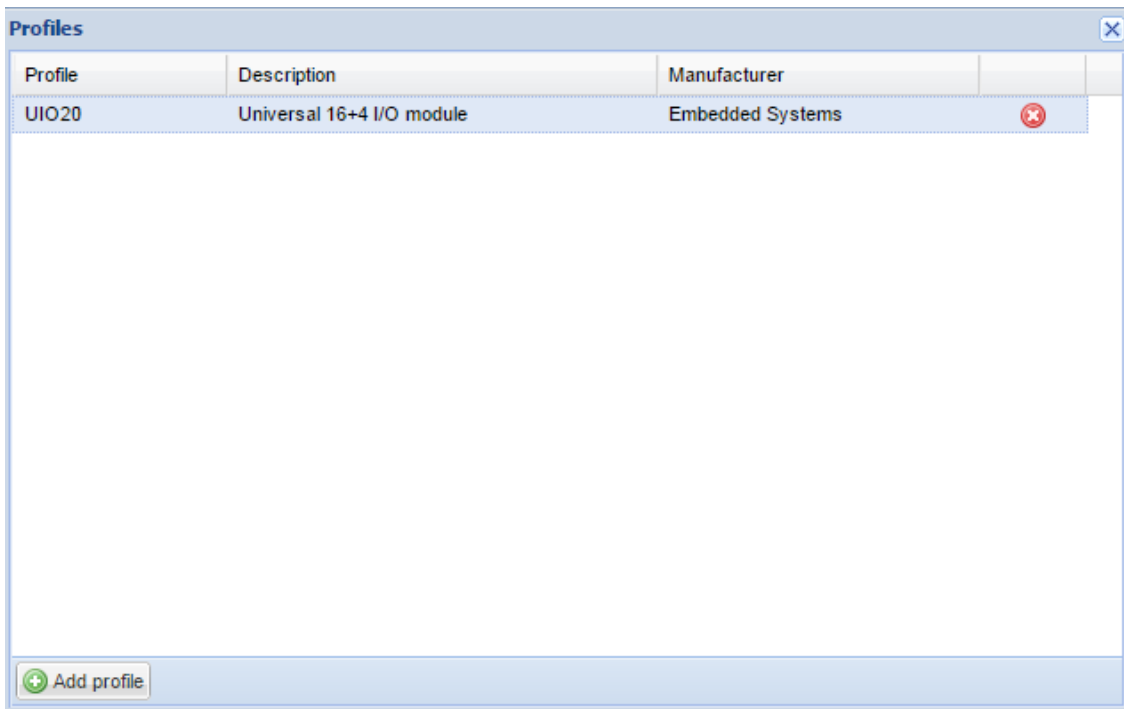 Profiles
Profile Description Manufacturer
UIO20 Universal 16+4 I/O module Embedded Systems
Add profile